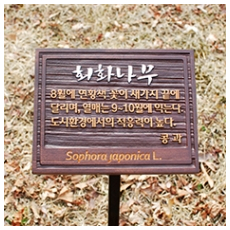 회화나무
8월에 연황색 꽃이 새가지 끝에
달리며, 열매는 9~10월에 익는다.
도시환경에서의 적응력이 높다.
콩 과
Sophora japonica L.